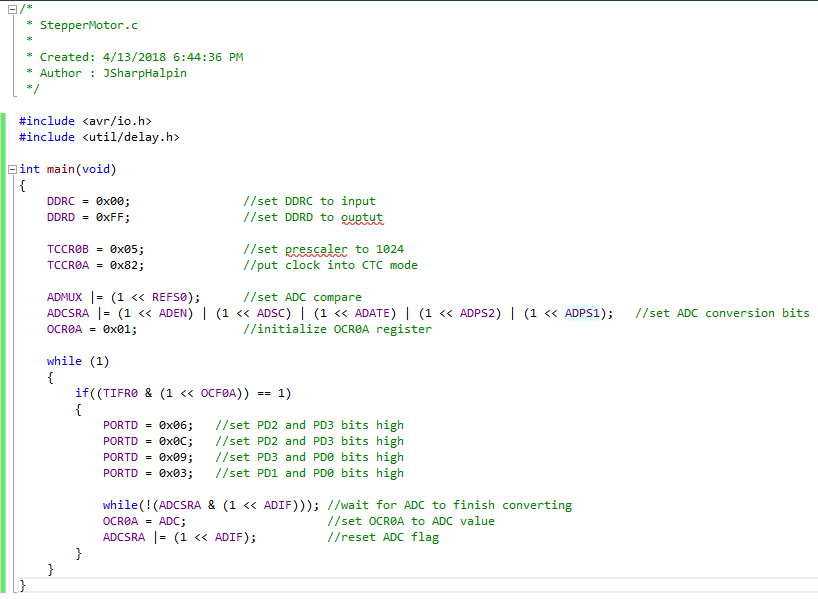 /*
 * StepperMotor.c
 *
 * Created: 4/13/2018 6:44:36 PM
 * Author : JSharpHalpin
 */

#include <avr/io.h>
#include <util/delay.h>

int main(void)
{
    DDRC = 0x00;                //set DDRC to input
    DDRD = 0xFF;                //set DDRD to ouptut

    TCCR0B = 0x05;              //set prescaler to 1024
    TCCR0A = 0x82;              //put clock into CTC mode

    ADMUX |= (1 << REFS0);      //set ADC compare
    ADCSRA |= (1 << ADEN) | (1 << ADSC) | (1 << ADATE) | (1 << ADPS2) | (1 << ADPS1);   //set ADC conversion bits
    OCR0A = 0x01;               //initialize OCR0A register

    while (1)
    {
        if((TIFR0 & (1 << OCF0A)) == 1)
        {
            PORTD = 0x06;   //set PD2 and PD3 bits high
            PORTD = 0x0C;   //set PD2 and PD3 bits high
            PORTD = 0x09;   //set PD3 and PD0 bits high
            PORTD = 0x03;   //set PD1 and PD0 bits high

            while(!(ADCSRA & (1 << ADIF))); //wait for ADC to finish converting
            OCR0A = ADC;                    //set OCR0A to ADC value
            ADCSRA |= (1 << ADIF);          //reset ADC flag
        }
    }
}